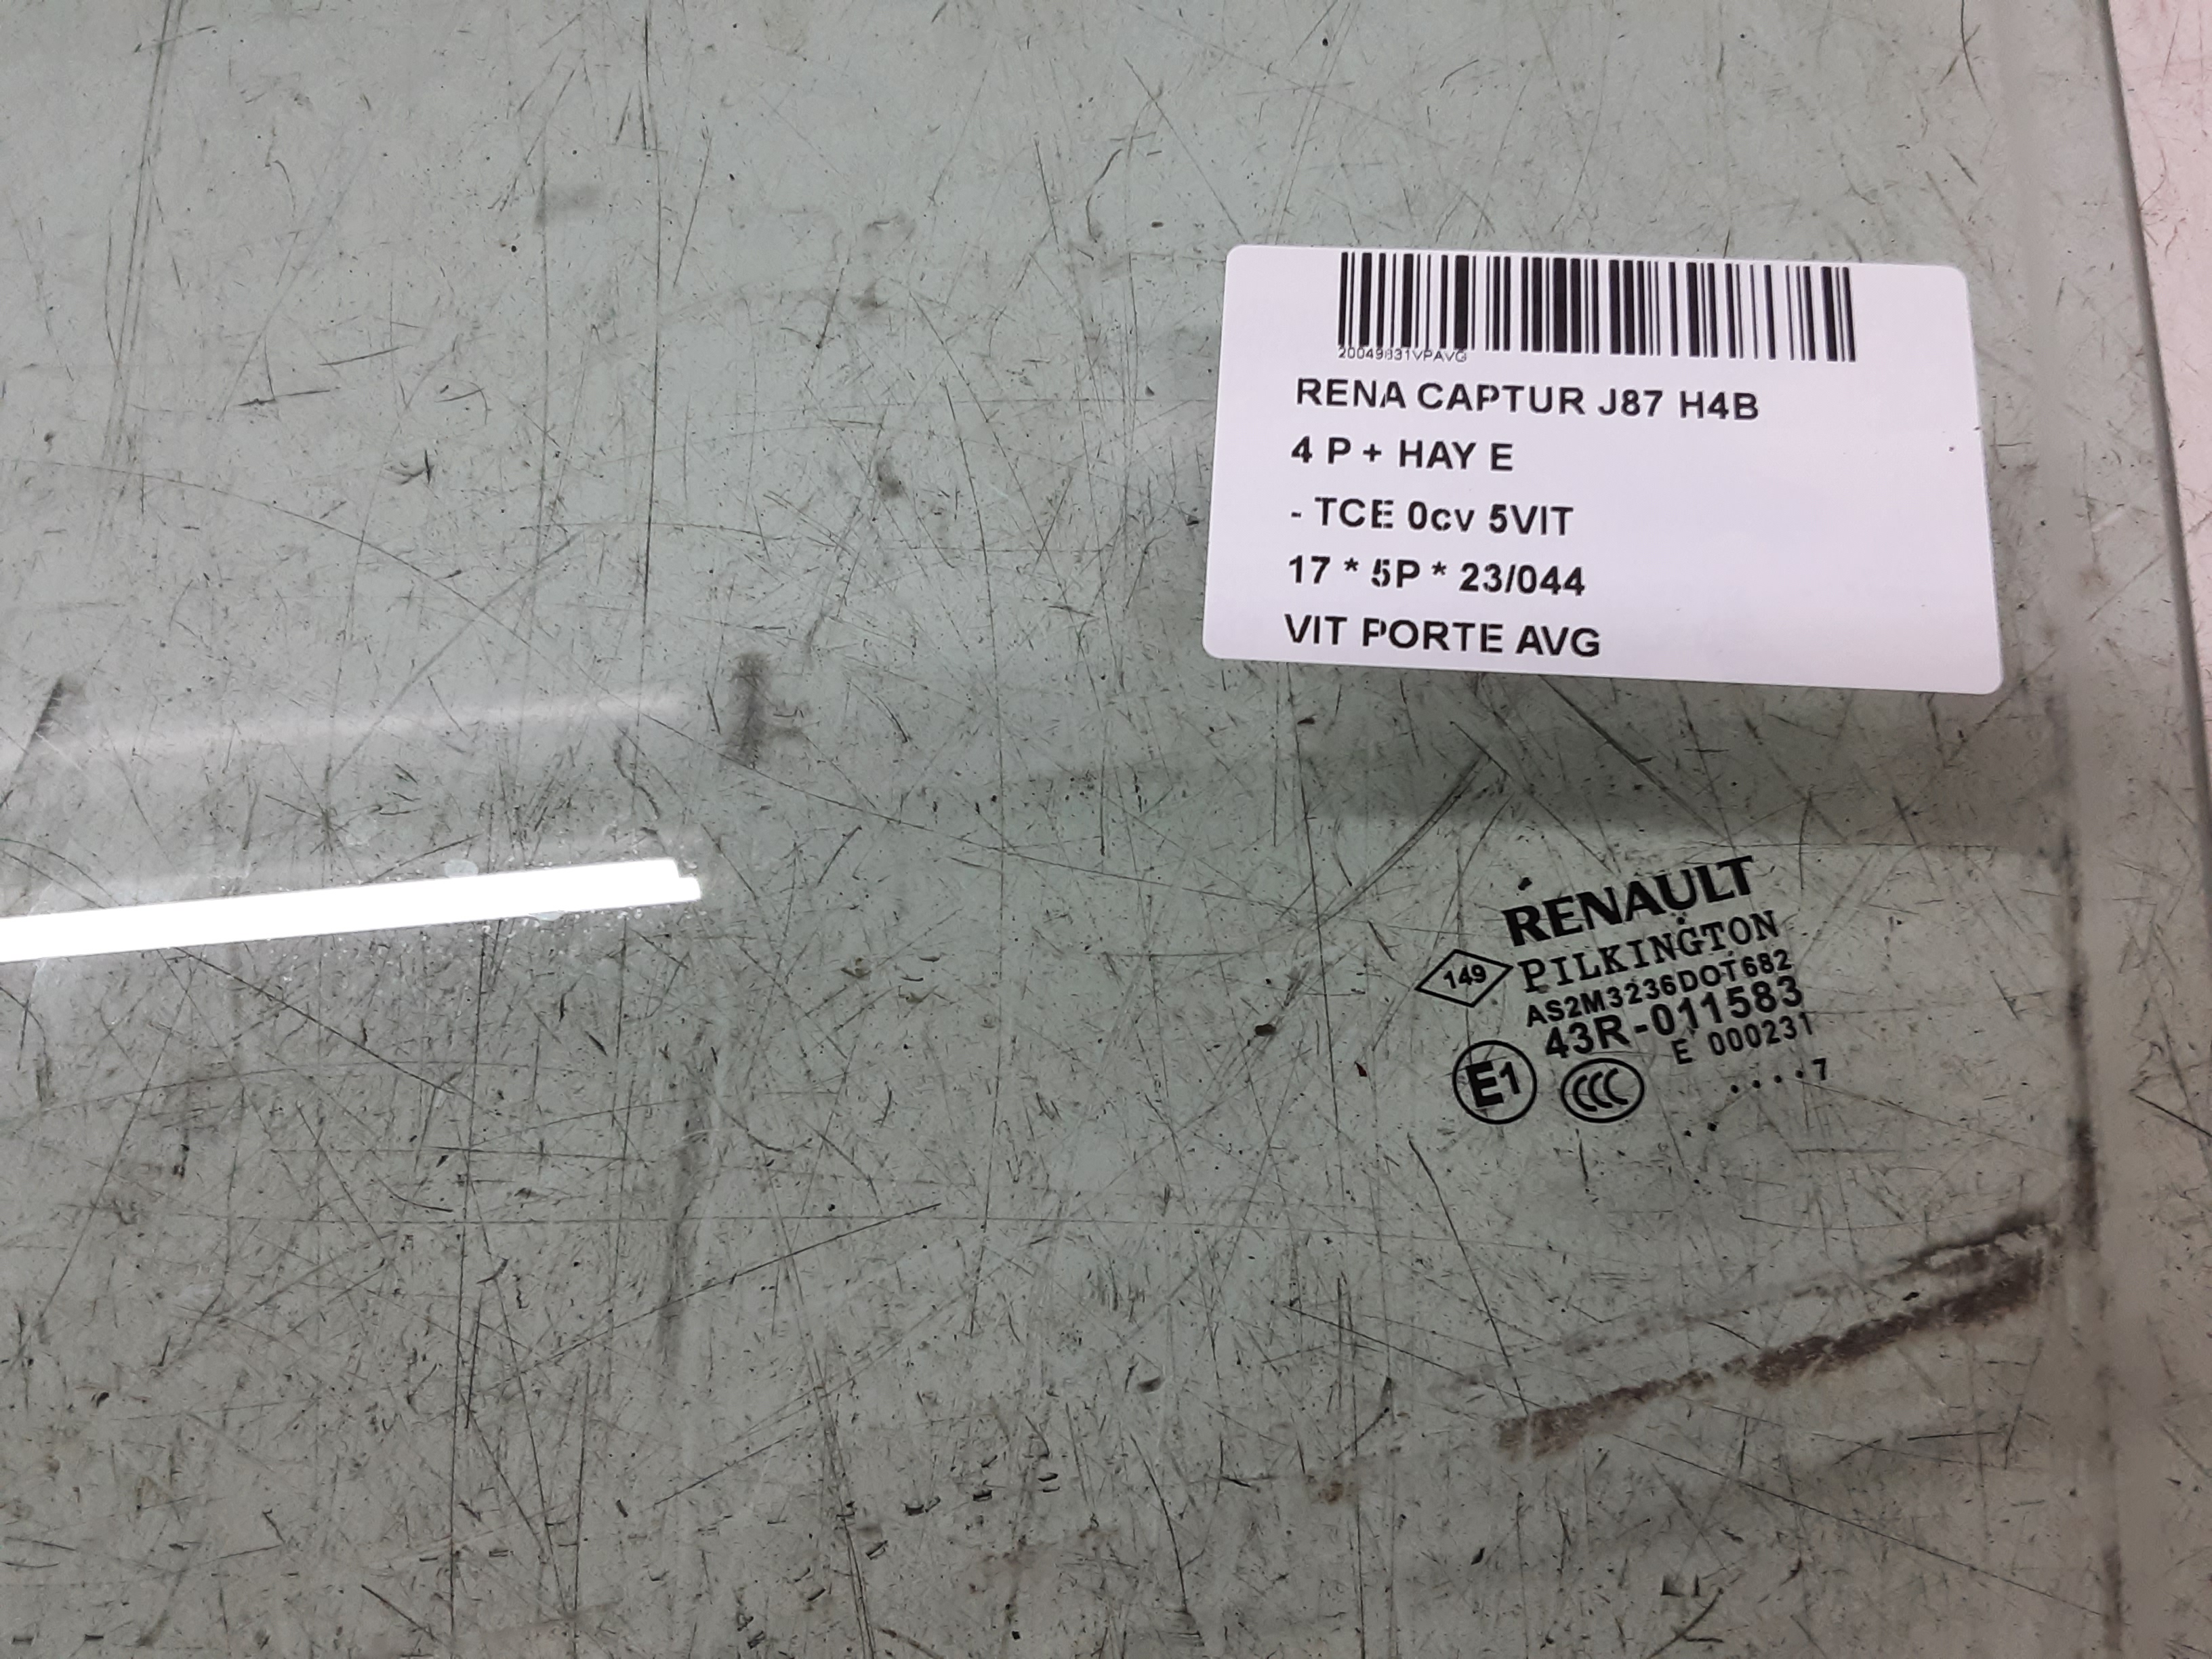 20049831VPAVG
RENA CAPTUR J87 H4B
4 P + HAY E
- TCE 0cv 5VIT
17 * 5P * 23/044
VIT PORTE AVG
RENAULT
PILKINGTON
149
AS2M3236DOT682
43R-011583
E 000231
E1
CCC
....7
..